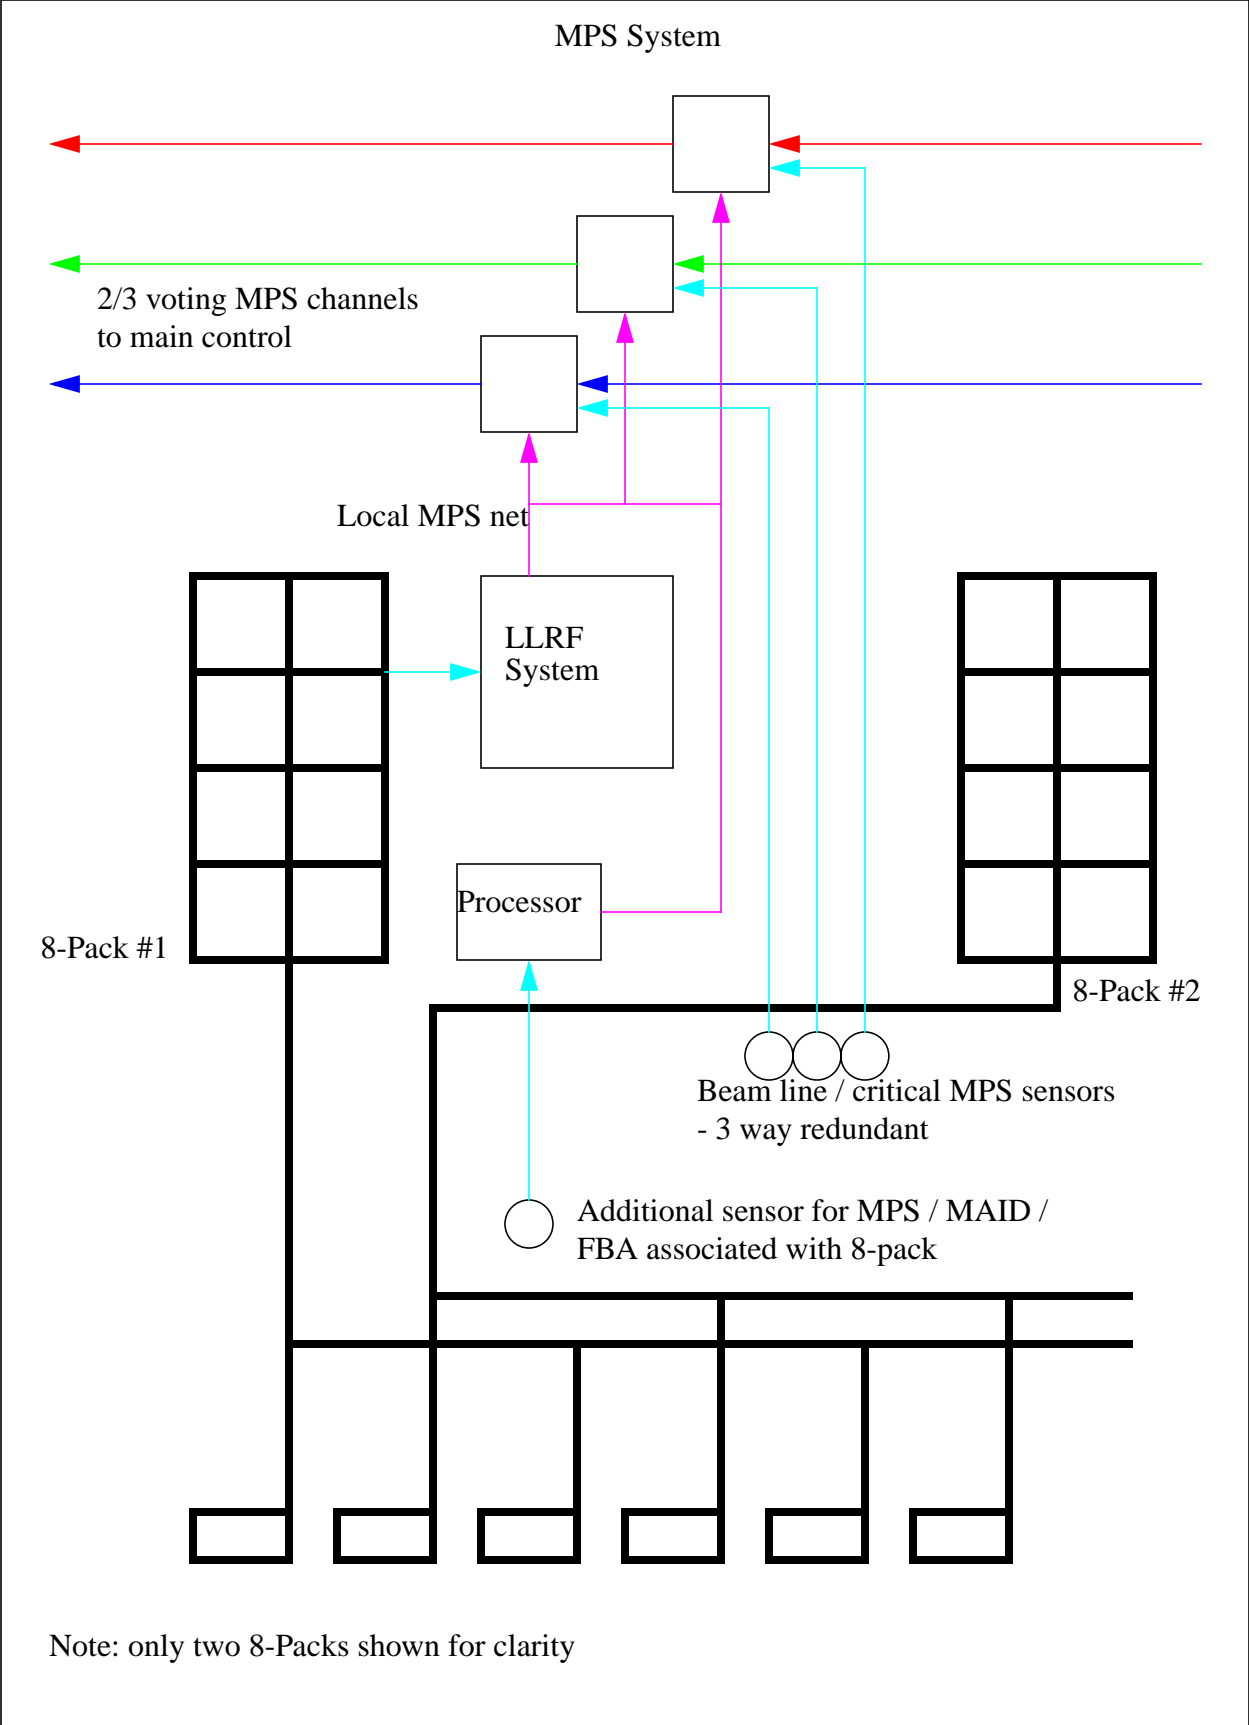 MPS System
2/3 voting MPS channels
to main control
Local MPS net
LLRF
System
Processor
8-Pack #1
8-Pack #2
Beam line / critical MPS sensors
- 3 way redundant
Additional sensor for MPS / MAID /
FBA associated with 8-pack
Note: only two 8-Packs shown for clarity